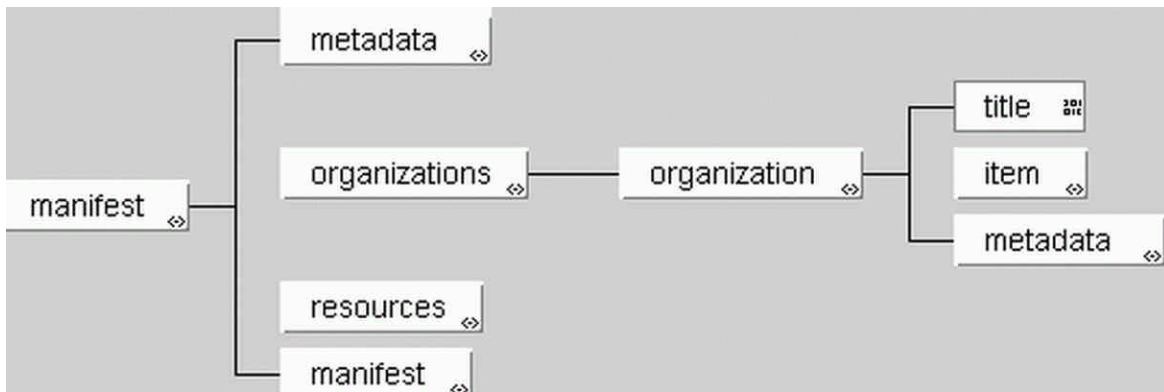 metadata
title
organizations
organization
item
manifest
metadata
resources
manifest